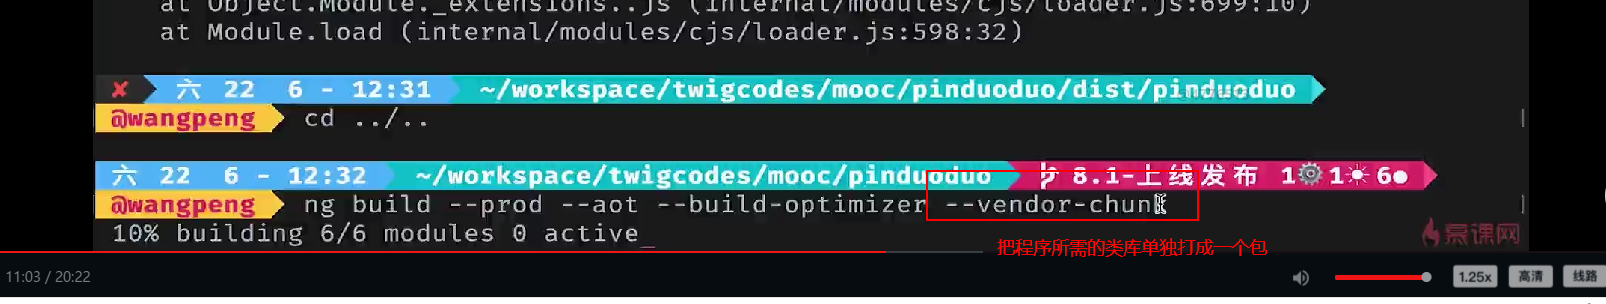 at Object.Module._extensions..js (internal/modules/cjs/loader.js:699:10)
at Module.load (internal/modules/cjs/loader.js:598:32)
✘ 六 22 6 - 12:31 ~/workspace/twigcodes/mooc/pinduoduo/dist/pinduoduo
@wangpeng cd ../..
六 22 6 - 12:32 ~/workspace/twigcodes/mooc/pinduoduo 8.1-上线发布 1⚙1☀6●
@wangpeng ng build --prod --aot --build-optimizer --vendor-chunk
10% building 6/6 modules 0 active_
慕课网
把程序所需的类库单独打成一个包
11:03 / 20:22
1.25x 高清 线路